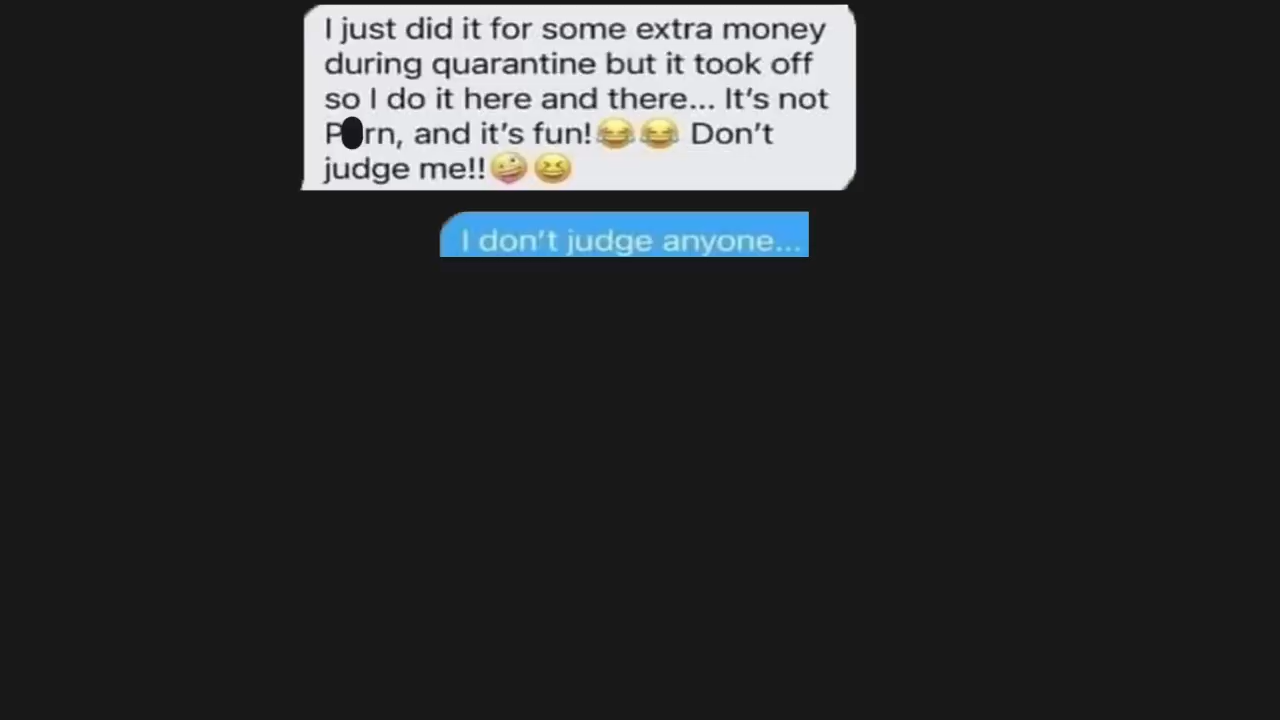 I just did it for some extra money
during quarantine but it took off
so I do it here and there... It's not
P rn, and it's fun!😂😂 Don't
judge me!!🤪😆
I don't judge anyone...